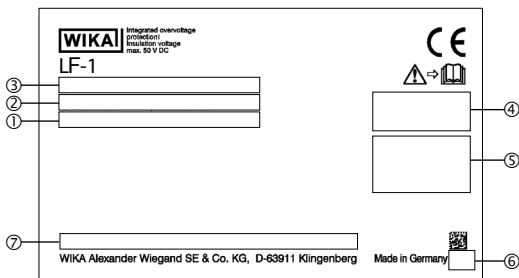 WIKA
Integrated overvoltage
protection!
Insulation voltage
max. 50 V DC
CE
LF-1
③
②
①
④
⑤
⑦
WIKA Alexander Wiegand SE & Co. KG, D-63911 Klingenberg
Made in Germany
⑥